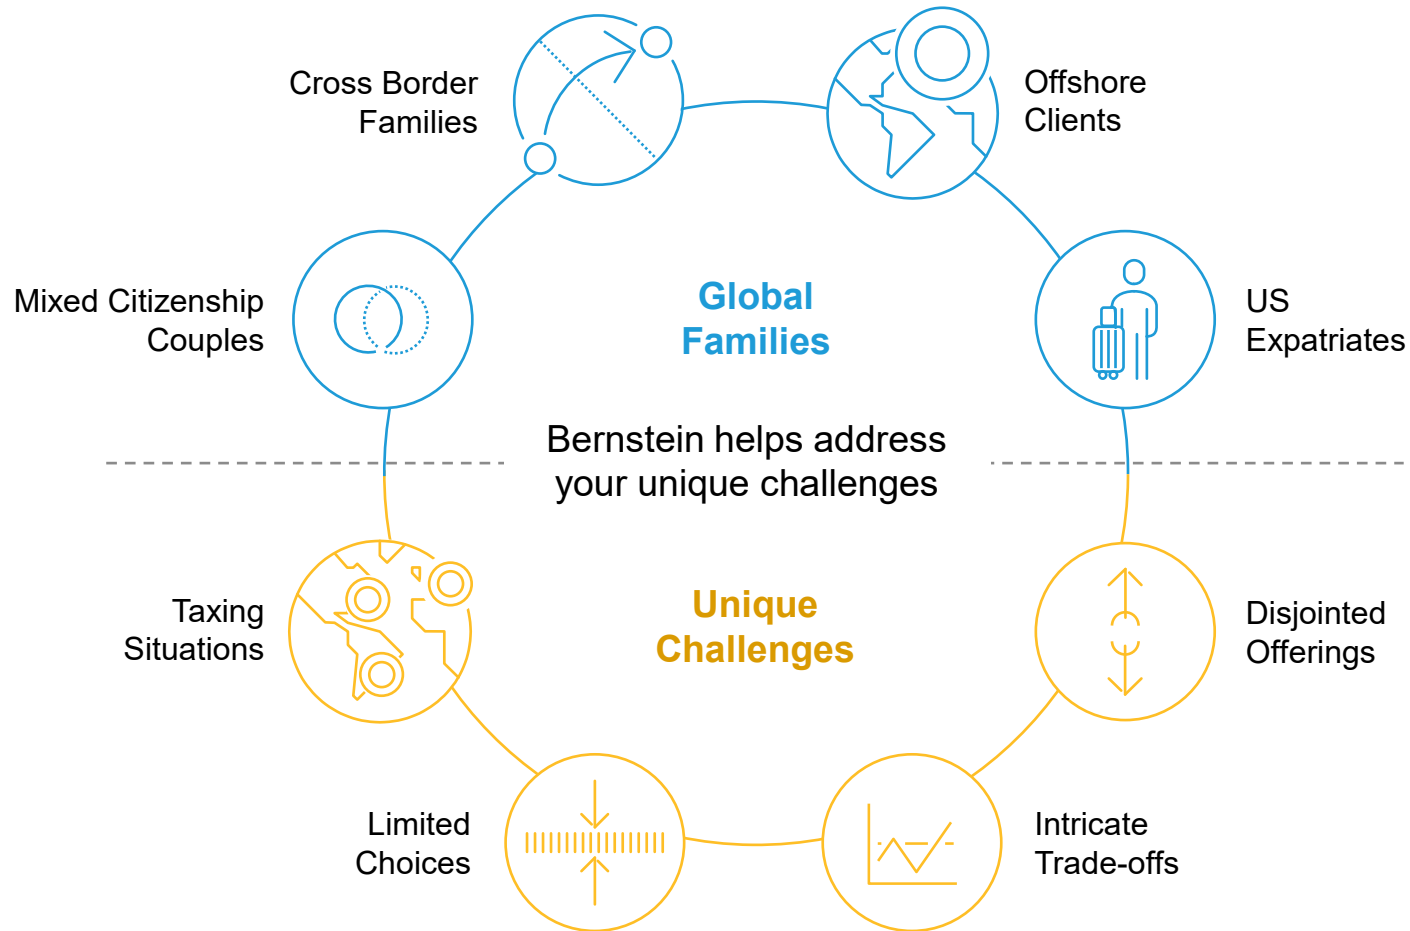 Cross Border
Families
Offshore
Clients
Mixed Citizenship
Couples
Global
Families
US
Expatriates
Bernstein helps address
your unique challenges
Taxing
Situations
Unique
Challenges
Disjointed
Offerings
Limited
Choices
Intricate
Trade-offs